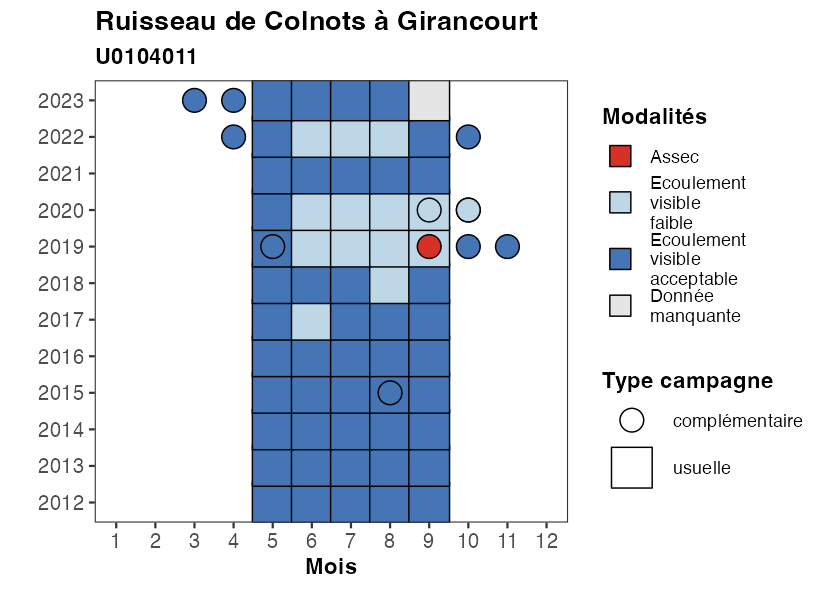 Ruisseau de Colnots à Girancourt
U0104011
2023
2022
2021
2020
2019
2018
2017
2016
2015
2014
2013
2012
1 2 3 4 5 6 7 8 9 10 11 12
Mois
Modalités
Assec
Ecoulement
visible
faible
Ecoulement
visible
acceptable
Donnée
manquante
Type campagne
complémentaire
usuelle